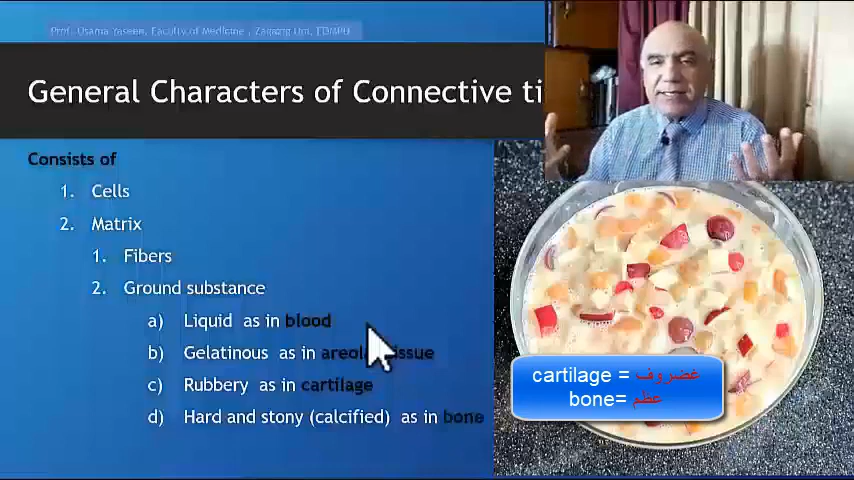 Prof. Osama Yaseen, Faculty of Medicine , Zagazig Uni,
General Characters of Connective ti
Consists of
1. Cells
2. Matrix
1. Fibers
2. Ground substance
a) Liquid as in blood
b) Gelatinous as in
c) Rubbery as in cartilage
d) Hard and stony (calcified) as in bone
cartilage = غضروف
bone= عظم